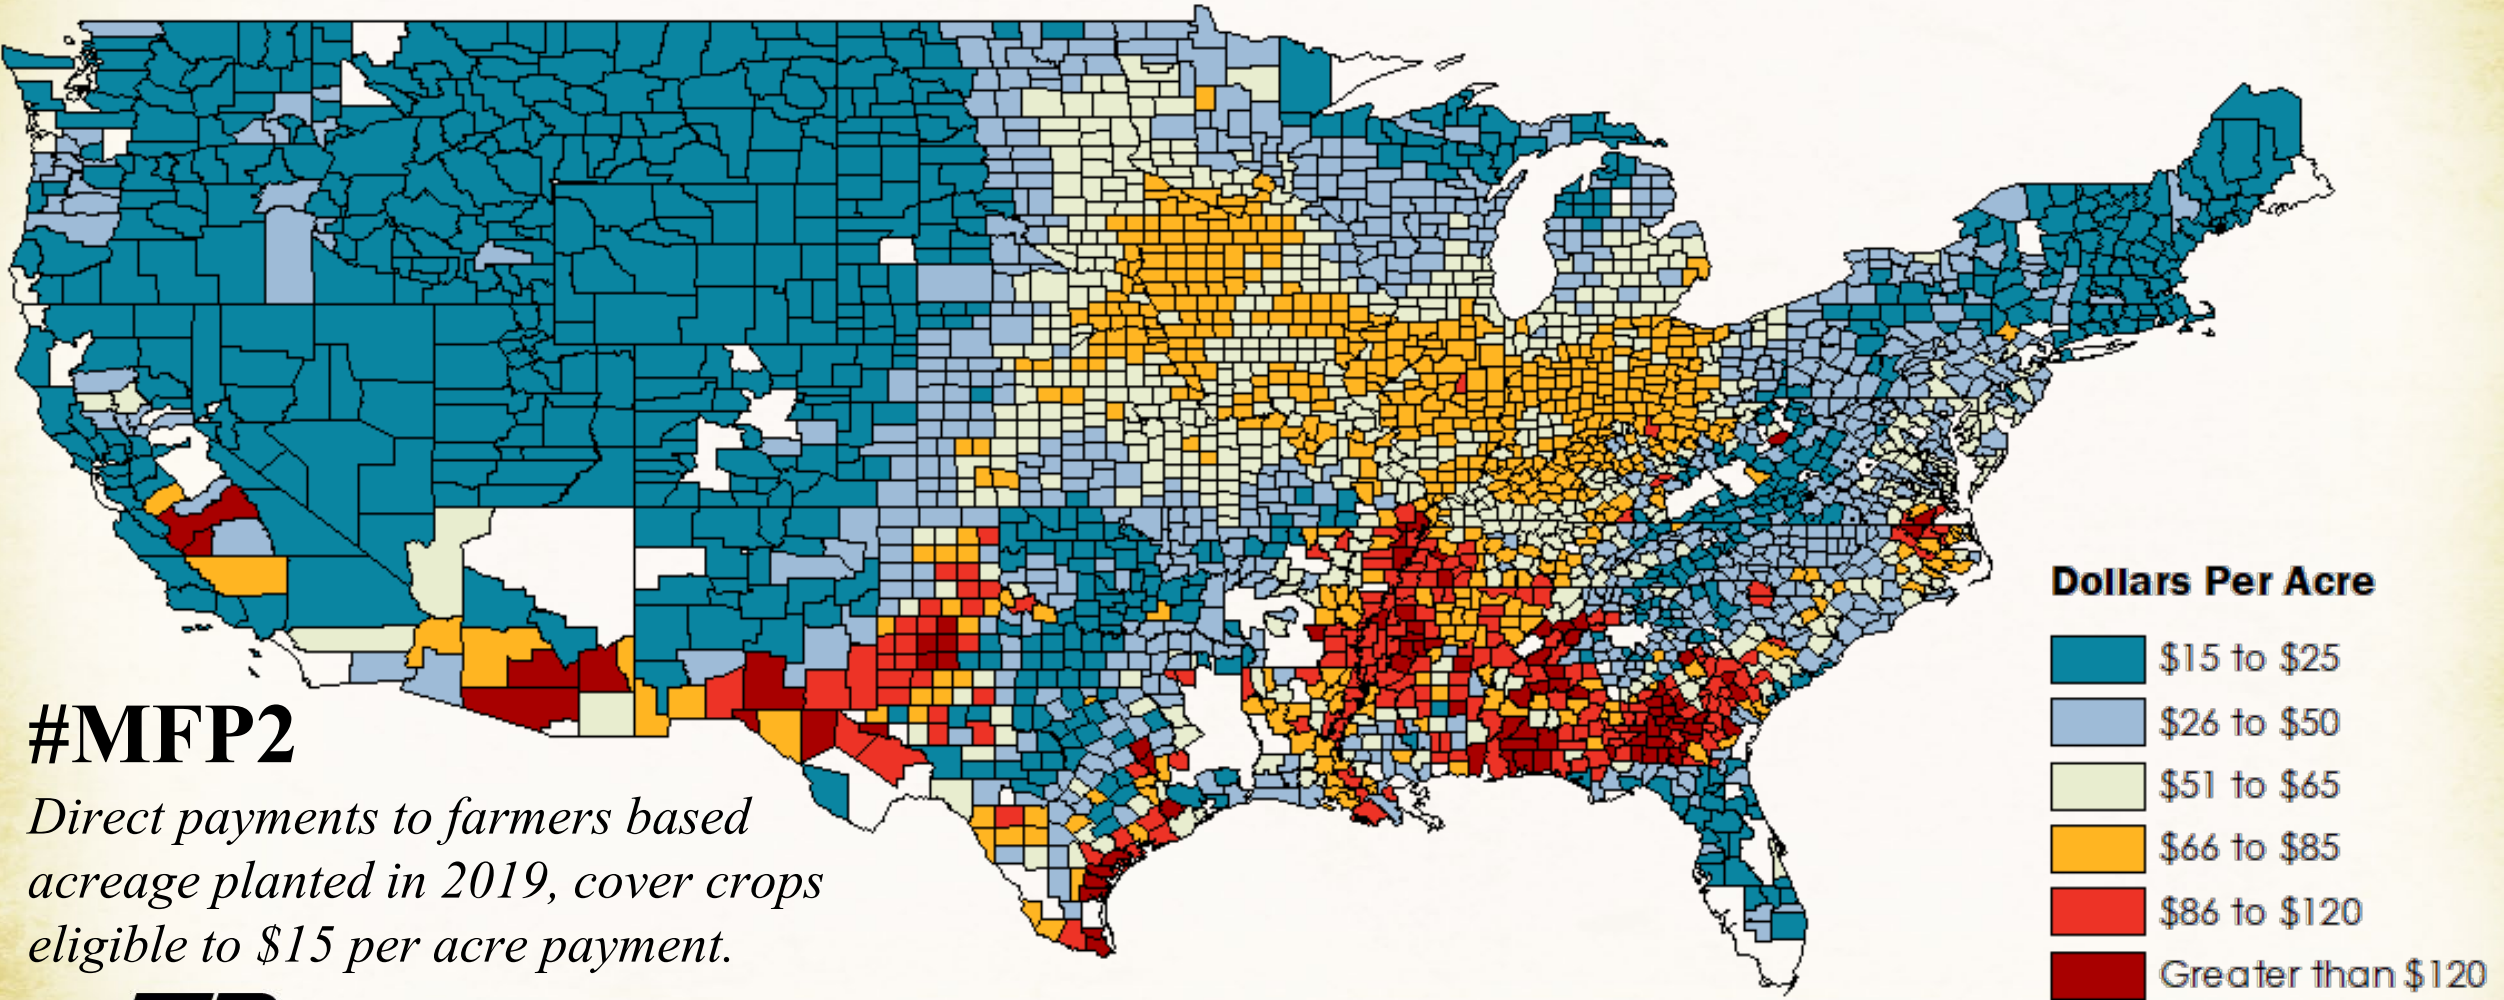 Dollars Per Acre
$15 to $25
$26 to $50
$51 to $65
$66 to $85
$86 to $120
Greater than $120
#MFP2
Direct payments to farmers based
acreage planted in 2019, cover crops
eligible to $15 per acre payment.